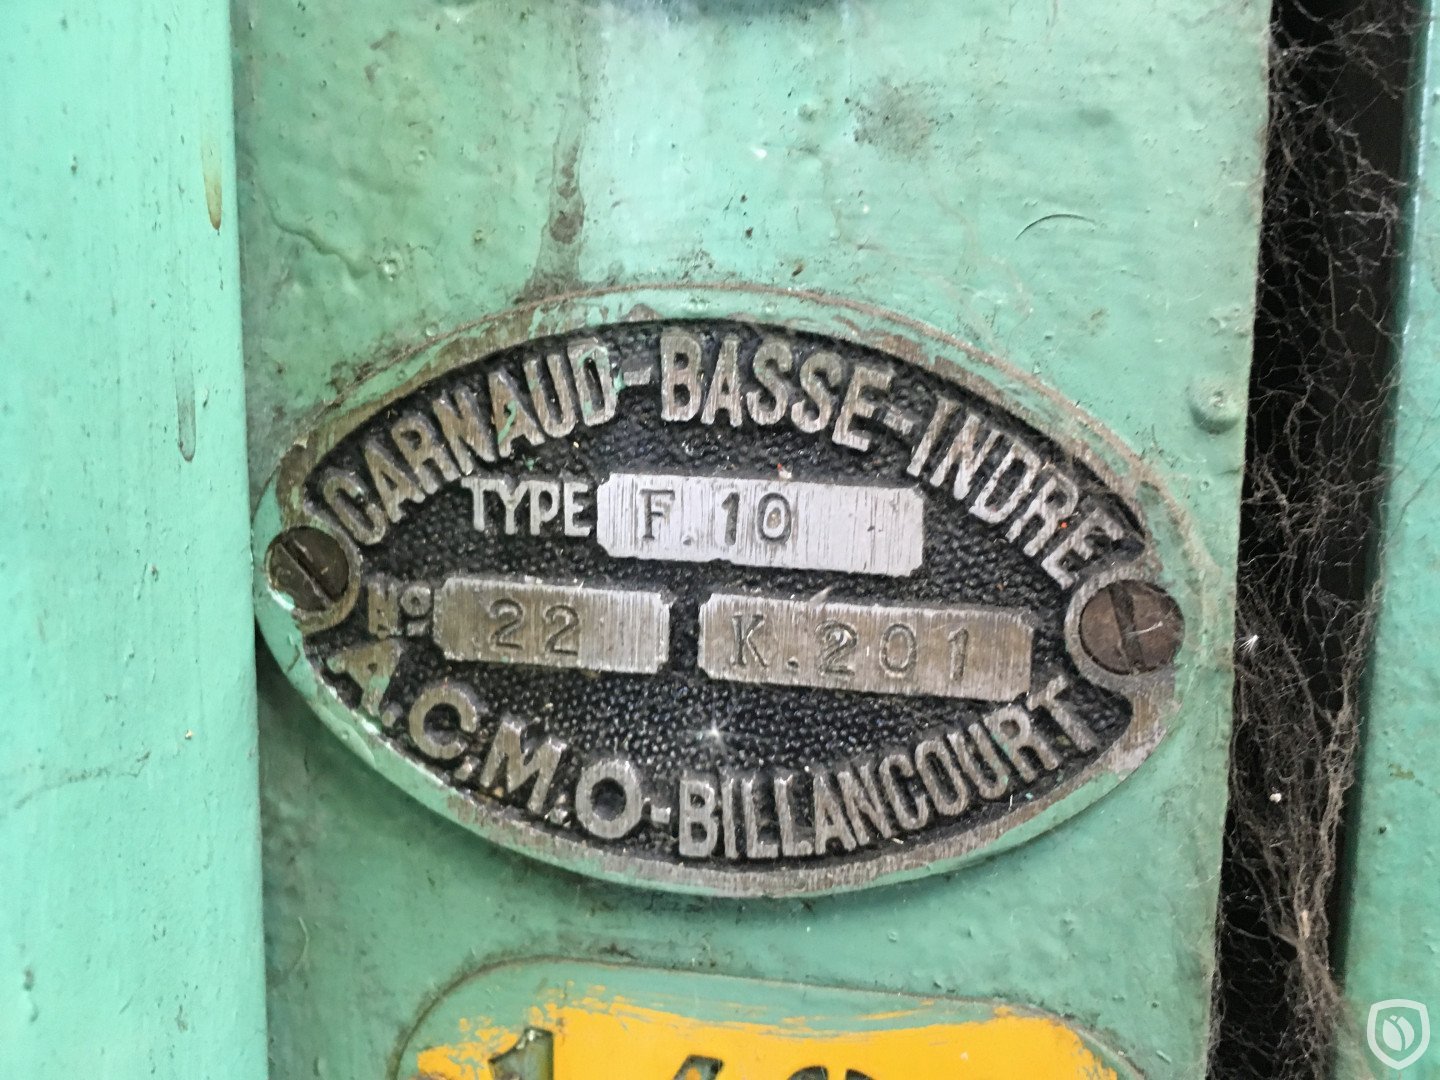 CARNAUD-BASSE-INDRE
TYPE F.10
No 22 K.201
A.C.M.O-BILLANCOURT